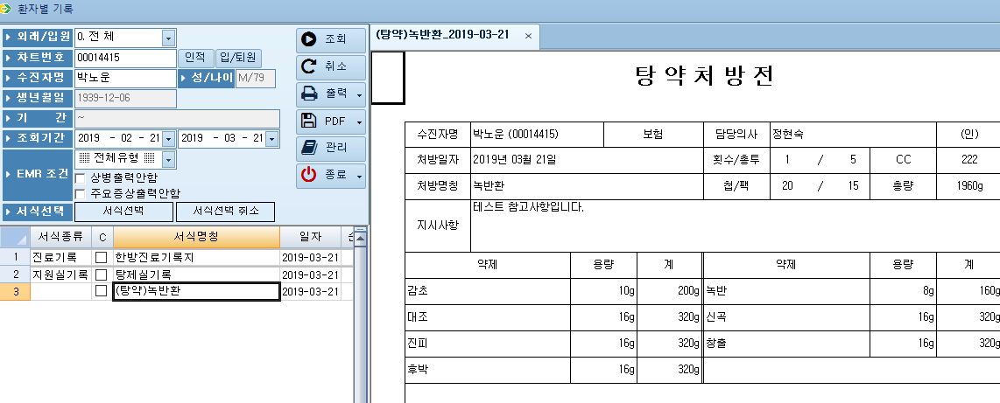 환자별 기록
외래/입원 0. 전 체
차트번호 00014415 인적 입/퇴원
수진자명 박노운 성/나이 M/79
생년월일 1939-12-06
기 간 ~
조회기간 2019 - 02 - 21 2019 - 03 - 21
EMR 조건 전체유형
상병출력안함
주요증상출력안함
서식선택 서식선택 서식선택 취소
조회
취소
출력
PDF
관리
종료
서식종류 C 서식명칭 일자
1 진료기록 한방진료기록지 2019-03-21
2 지원실기록 탕제실기록 2019-03-21
3 (탕약)녹반환 2019-03-21
(탕약)녹반환_2019-03-21 ×
탕약처방전
수진자명 박노운 (00014415) 보험 담당의사 정현숙 (인)
처방일자 2019년 03월 21일 횟수/총투 1 / 5 CC 222
처방명칭 녹반환 첩/팩 20 / 15 총량 1960g
지시사항 테스트 참고사항입니다.
약제 용량 계 약제 용량 계
감초 10g 200g 녹반 8g 160g
대조 16g 320g 신곡 16g 320g
진피 16g 320g 창출 16g 320g
후박 16g 320g